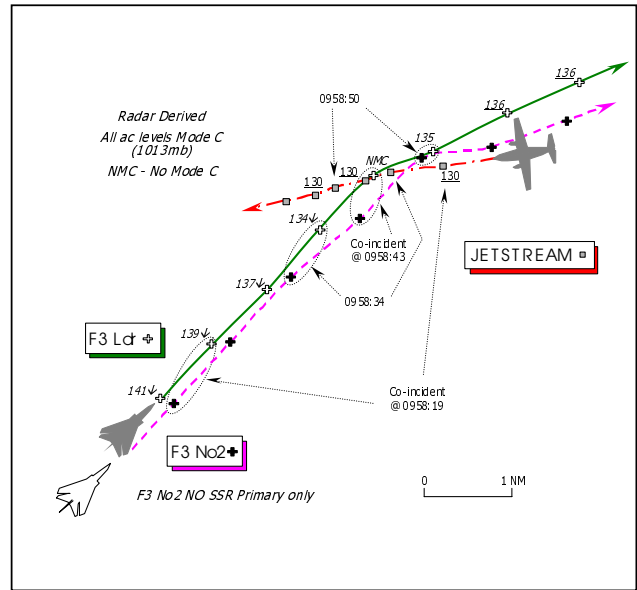 136
136
0958:50
Radar Derived
All ac levels Mode C
(1013mb)
NMC - No Mode C
135
NMC
130
130
130
134↓
Co-incident
@ 0958:43
JETSTREAM
137↓
0958:34
F3 Ldr
139↓
141↓
Co-incident
@ 0958:19
F3 No2
F3 No2 NO SSR Primary only
0
1 NM